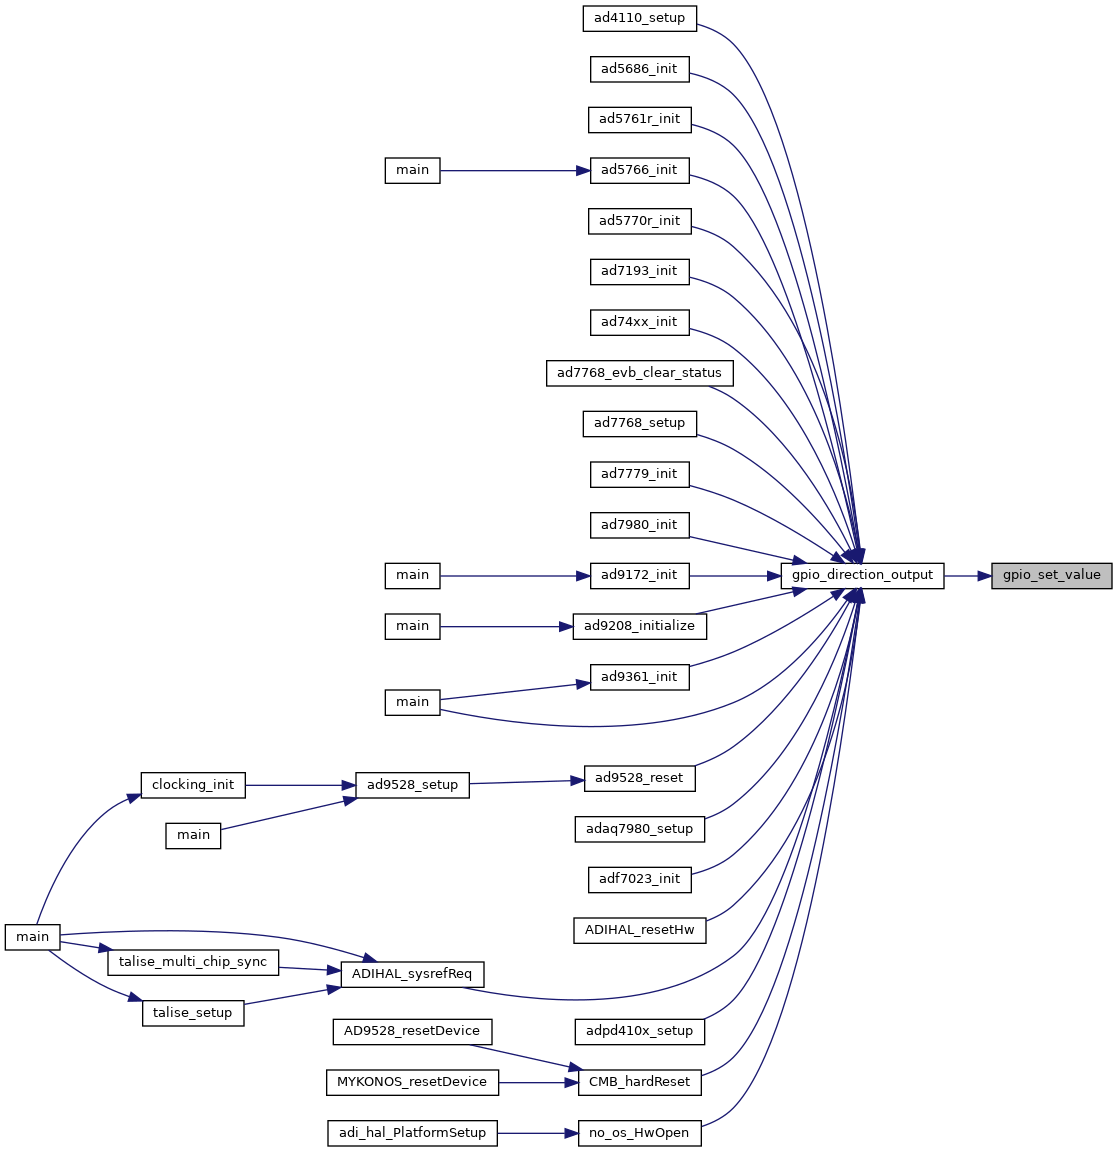 ad4110_setup
ad5686_init
ad5761r_init
main
ad5766_init
ad5770r_init
ad7193_init
ad74xx_init
ad7768_evb_clear_status
ad7768_setup
ad7779_init
ad7980_init
main
ad9172_init
gpio_direction_output
gpio_set_value
main
ad9208_initialize
main
ad9361_init
clocking_init
ad9528_setup
ad9528_reset
main
adaq7980_setup
adf7023_init
main
ADIHAL_resetHw
talise_multi_chip_sync
ADIHAL_sysrefReq
talise_setup
AD9528_resetDevice
adpd410x_setup
MYKONOS_resetDevice
CMB_hardReset
adi_hal_PlatformSetup
no_os_HwOpen